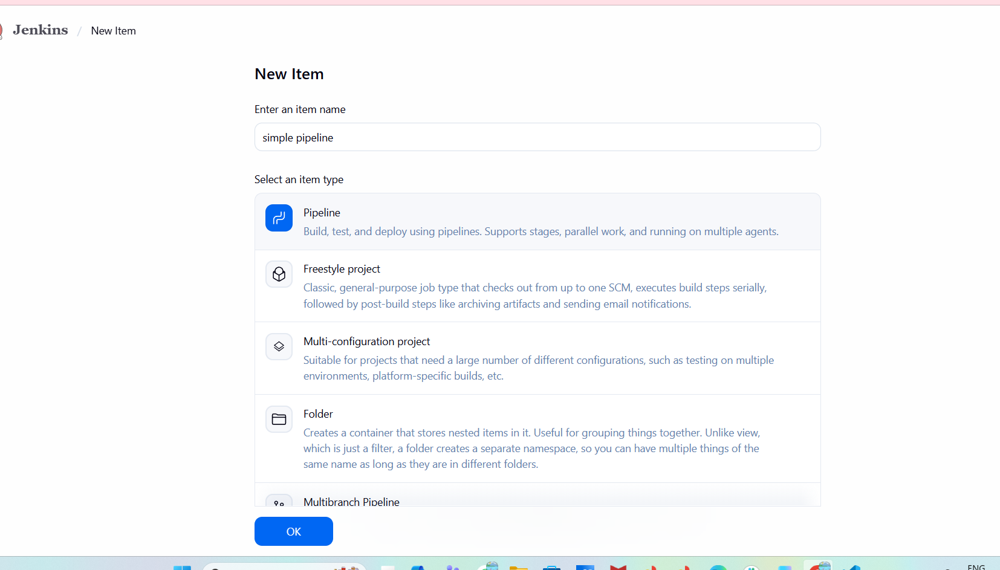 Jenkins / New Item
New Item
Enter an item name
simple pipeline
Select an item type
Pipeline
Build, test, and deploy using pipelines. Supports stages, parallel work, and running on multiple agents.
Freestyle project
Classic, general-purpose job type that checks out from up to one SCM, executes build steps serially,
followed by post-build steps like archiving artifacts and sending email notifications.
Multi-configuration project
Suitable for projects that need a large number of different configurations, such as testing on multiple
environments, platform-specific builds, etc.
Folder
Creates a container that stores nested items in it. Useful for grouping things together. Unlike view,
which is just a filter, a folder creates a separate namespace, so you can have multiple things of the
same name as long as they are in different folders.
Multibranch Pipeline
OK
ENG